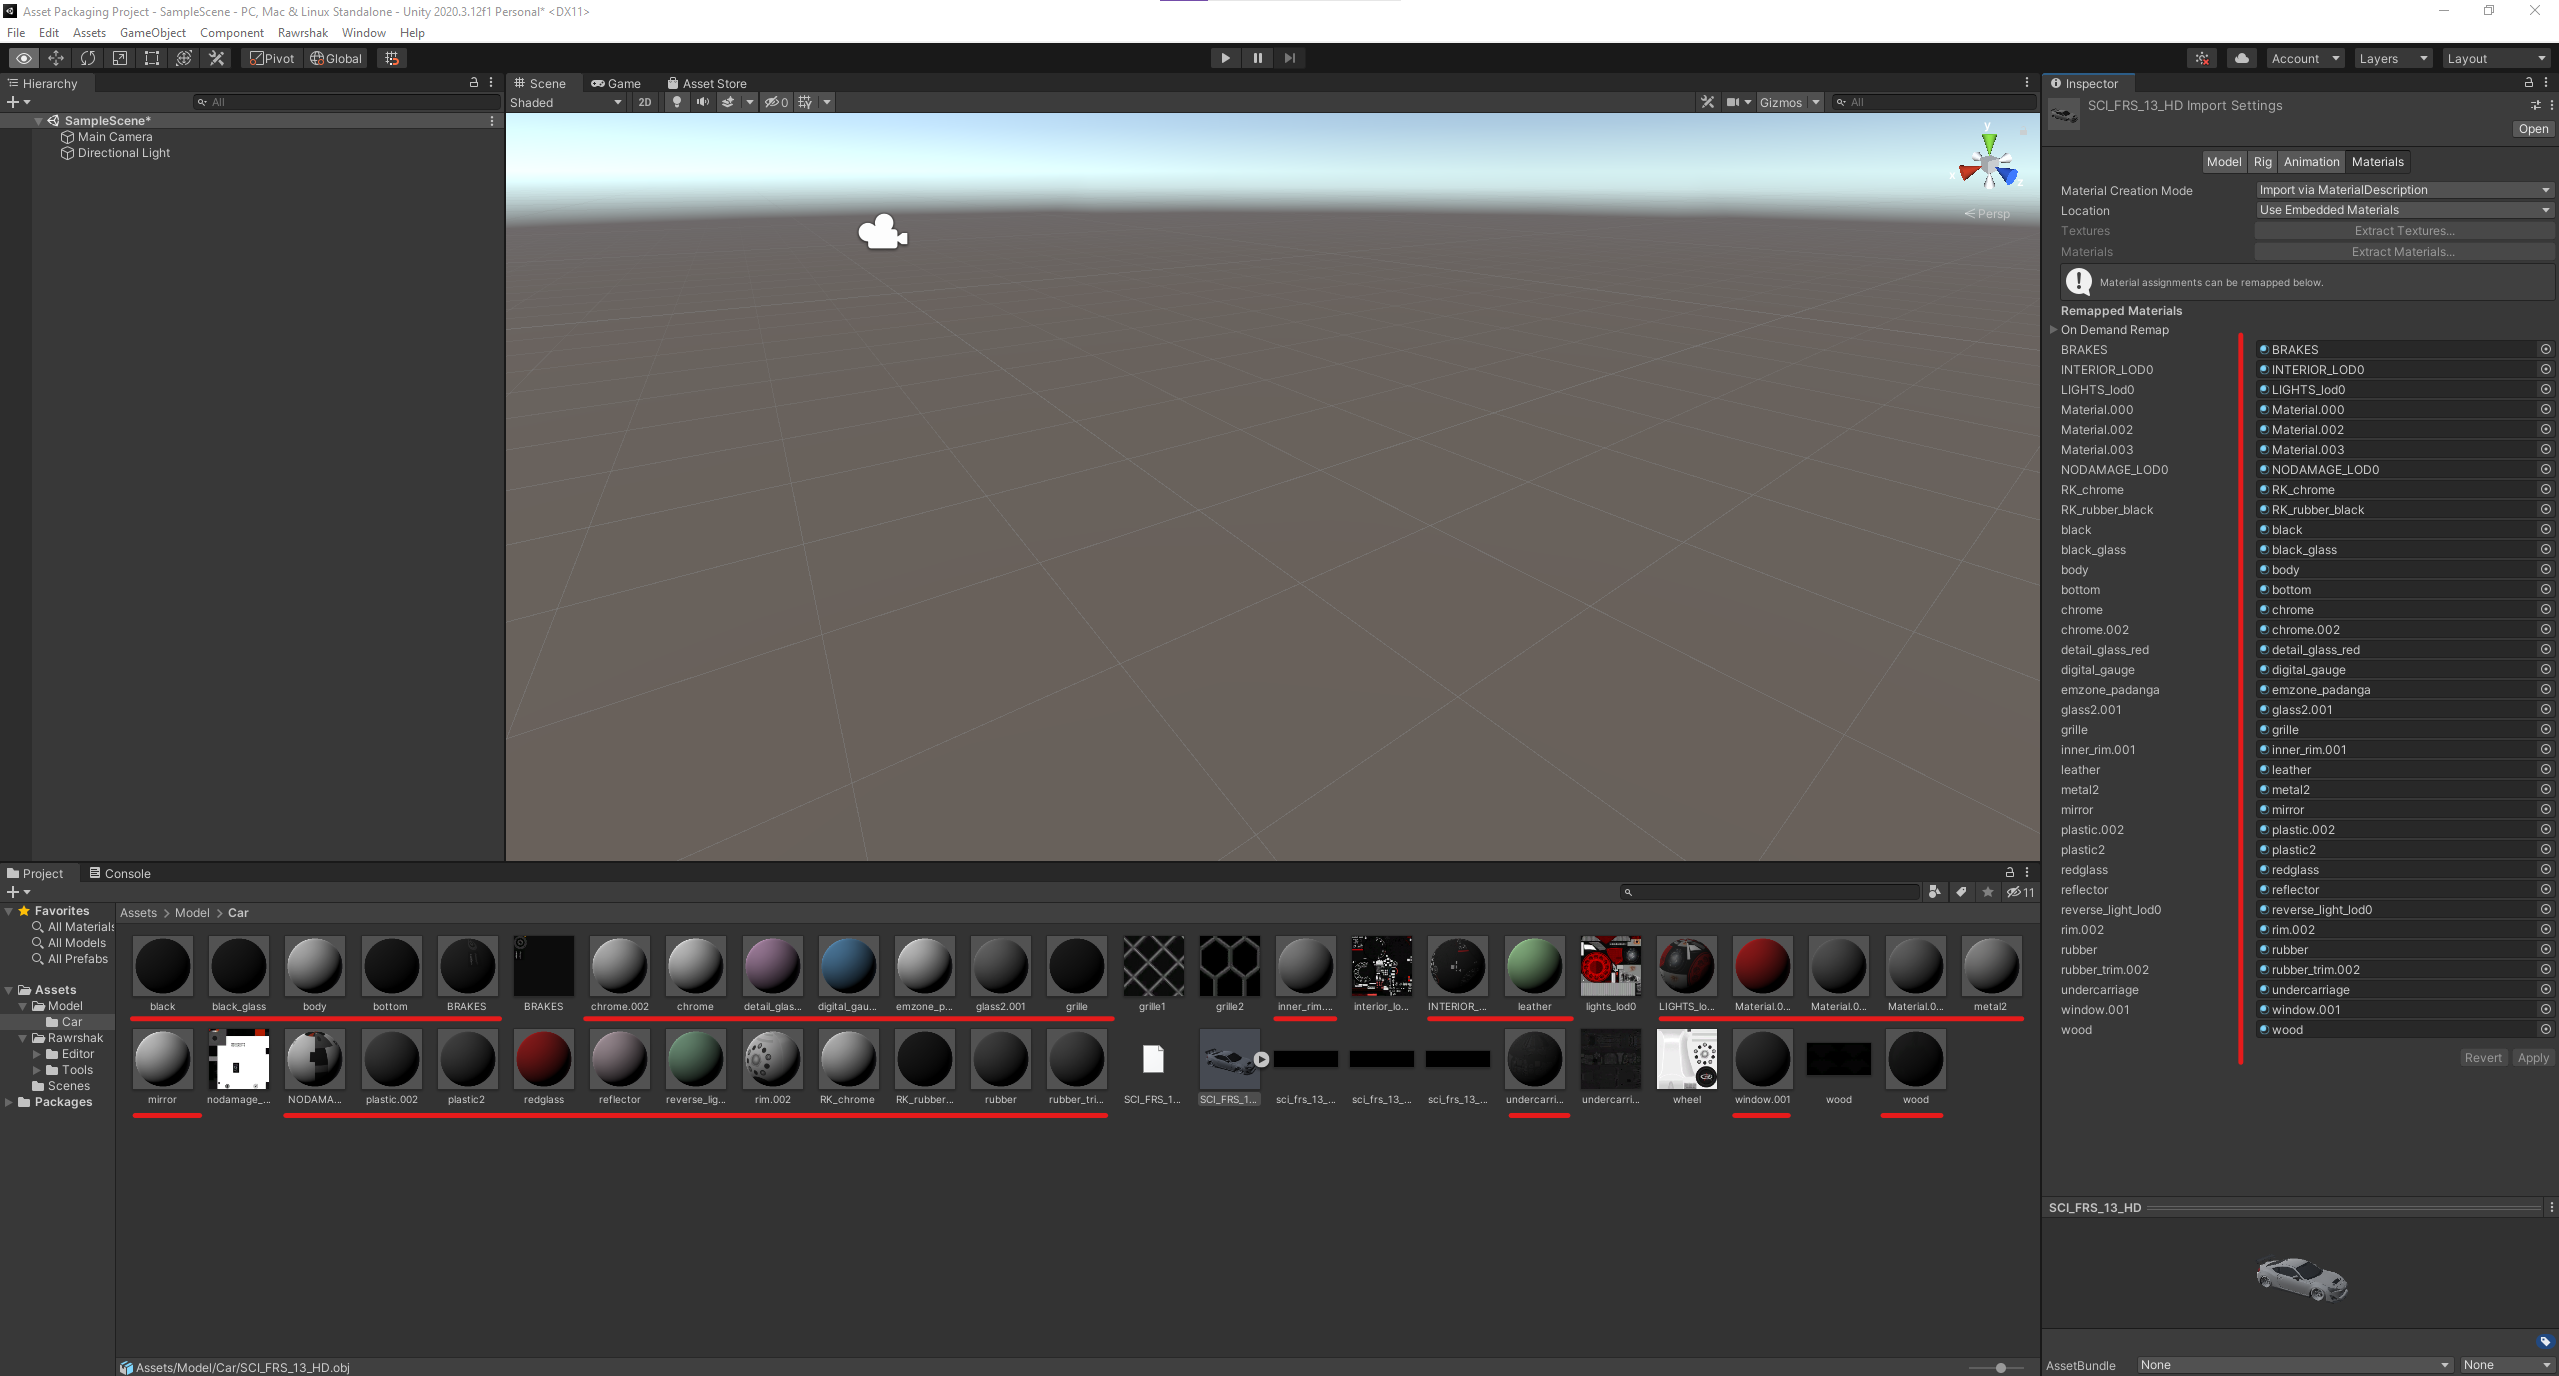 Asset Packaging Project - SampleScene - PC, Mac & Linux Standalone - Unity 2020.3.12f1 Personal* <DX11>
File Edit Assets GameObject Component Rawrshak Window Help
Pivot Global
Account Layers Layout
Hierarchy
All
SampleScene*
Main Camera
Directional Light
Scene Game Asset Store
Shaded 2D 0 Gizmos All
y
x z
Persp
Inspector
SCI_FRS_13_HD Import Settings
Open
Model Rig Animation Materials
Material Creation Mode Import via MaterialDescription
Location Use Embedded Materials
Textures Extract Textures...
Materials Extract Materials...
Material assignments can be remapped below.
Remapped Materials
On Demand Remap
BRAKES BRAKES
INTERIOR_LOD0 INTERIOR_LOD0
LIGHTS_lod0 LIGHTS_lod0
Material.000 Material.000
Material.002 Material.002
Material.003 Material.003
NODAMAGE_LOD0 NODAMAGE_LOD0
RK_chrome RK_chrome
RK_rubber_black RK_rubber_black
black black
black_glass black_glass
body body
bottom bottom
chrome chrome
chrome.002 chrome.002
detail_glass_red detail_glass_red
digital_gauge digital_gauge
emzone_padanga emzone_padanga
glass2.001 glass2.001
grille grille
inner_rim.001 inner_rim.001
leather leather
metal2 metal2
mirror mirror
plastic.002 plastic.002
plastic2 plastic2
redglass redglass
reflector reflector
reverse_light_lod0 reverse_light_lod0
rim.002 rim.002
rubber rubber
rubber_trim.002 rubber_trim.002
undercarriage undercarriage
window.001 window.001
wood wood
Revert Apply
SCI_FRS_13_HD
AssetBundle None None
Project Console
11
Favorites
All Materials
All Models
All Prefabs
Assets
Model
Car
Rawrshak
Editor
Tools
Scenes
Packages
Assets > Model > Car
black black_glass body bottom BRAKES BRAKES chrome.002 chrome detail_glas... digital_gau... emzone_p... glass2.001 grille grille1 grille2 inner_rim.... interior_lo... INTERIOR_... leather lights_lod0 LIGHTS_lo... Material.0... Material.0... Material.0... metal2
mirror nodamage_... NODAMA... plastic.002 plastic2 redglass reflector reverse_lig... rim.002 RK_chrome RK_rubber... rubber rubber_tri... SCI_FRS_1... SCI_FRS_1... sci_frs_13_... sci_frs_13_... sci_frs_13_... undercarri... undercarri... wheel window.001 wood wood
Assets/Model/Car/SCI_FRS_13_HD.obj